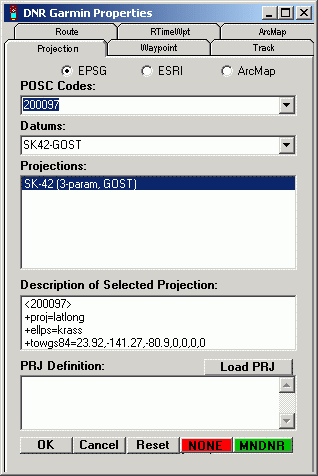 DNR Garmin Properties
Route RTimeWpt ArcMap
Projection Waypoint Track
EPSG ESRI ArcMap
POSC Codes:
200097
Datums:
SK42-GOST
Projections:
SK-42 (3-param, GOST)
Description of Selected Projection:
<200097>
+proj=latlong
+ellps=krass
+towgs84=23.92,-141.27,-80.9,0,0,0,0
PRJ Definition:
Load PRJ
OK Cancel Reset NONE MNDNR